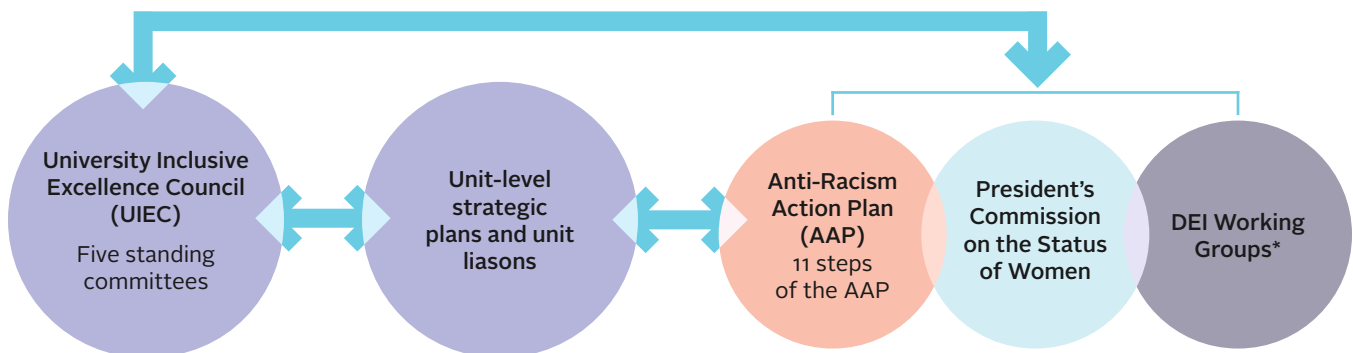 University Inclusive
Excellence Council
(UIEC)
Five standing
committees
Unit-level
strategic
plans and unit
liasons
Anti-Racism
Action Plan
(AAP)
11 steps
of the AAP
President’s
Commission
on the Status
of Women
DEI Working
Groups*